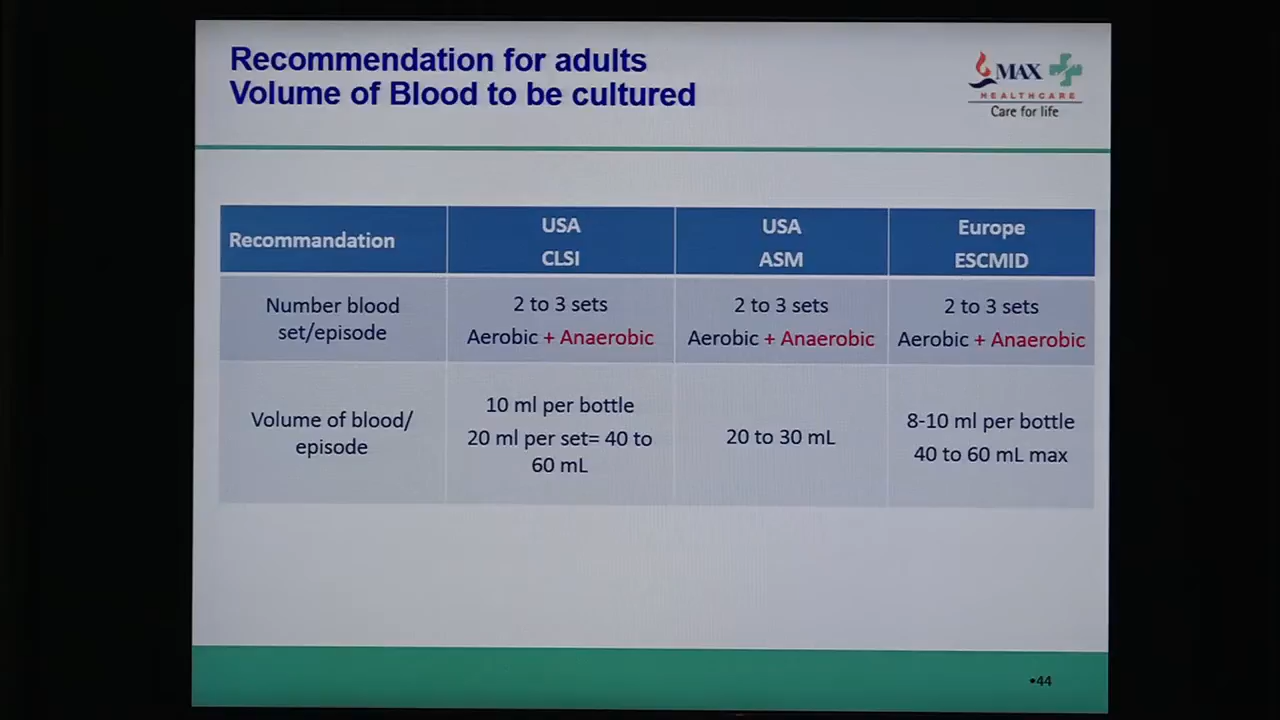 Recommendation for adults
Volume of Blood to be cultured
MAX
HEALTHCARE
Care for life
Recommandation
USA
CLSI
USA
ASM
Europe
ESCMID
Number blood
set/episode
2 to 3 sets
Aerobic + Anaerobic
2 to 3 sets
Aerobic + Anaerobic
2 to 3 sets
Aerobic + Anaerobic
Volume of blood/
episode
10 ml per bottle
20 ml per set= 40 to
60 mL
20 to 30 mL
8-10 ml per bottle
40 to 60 mL max
•44